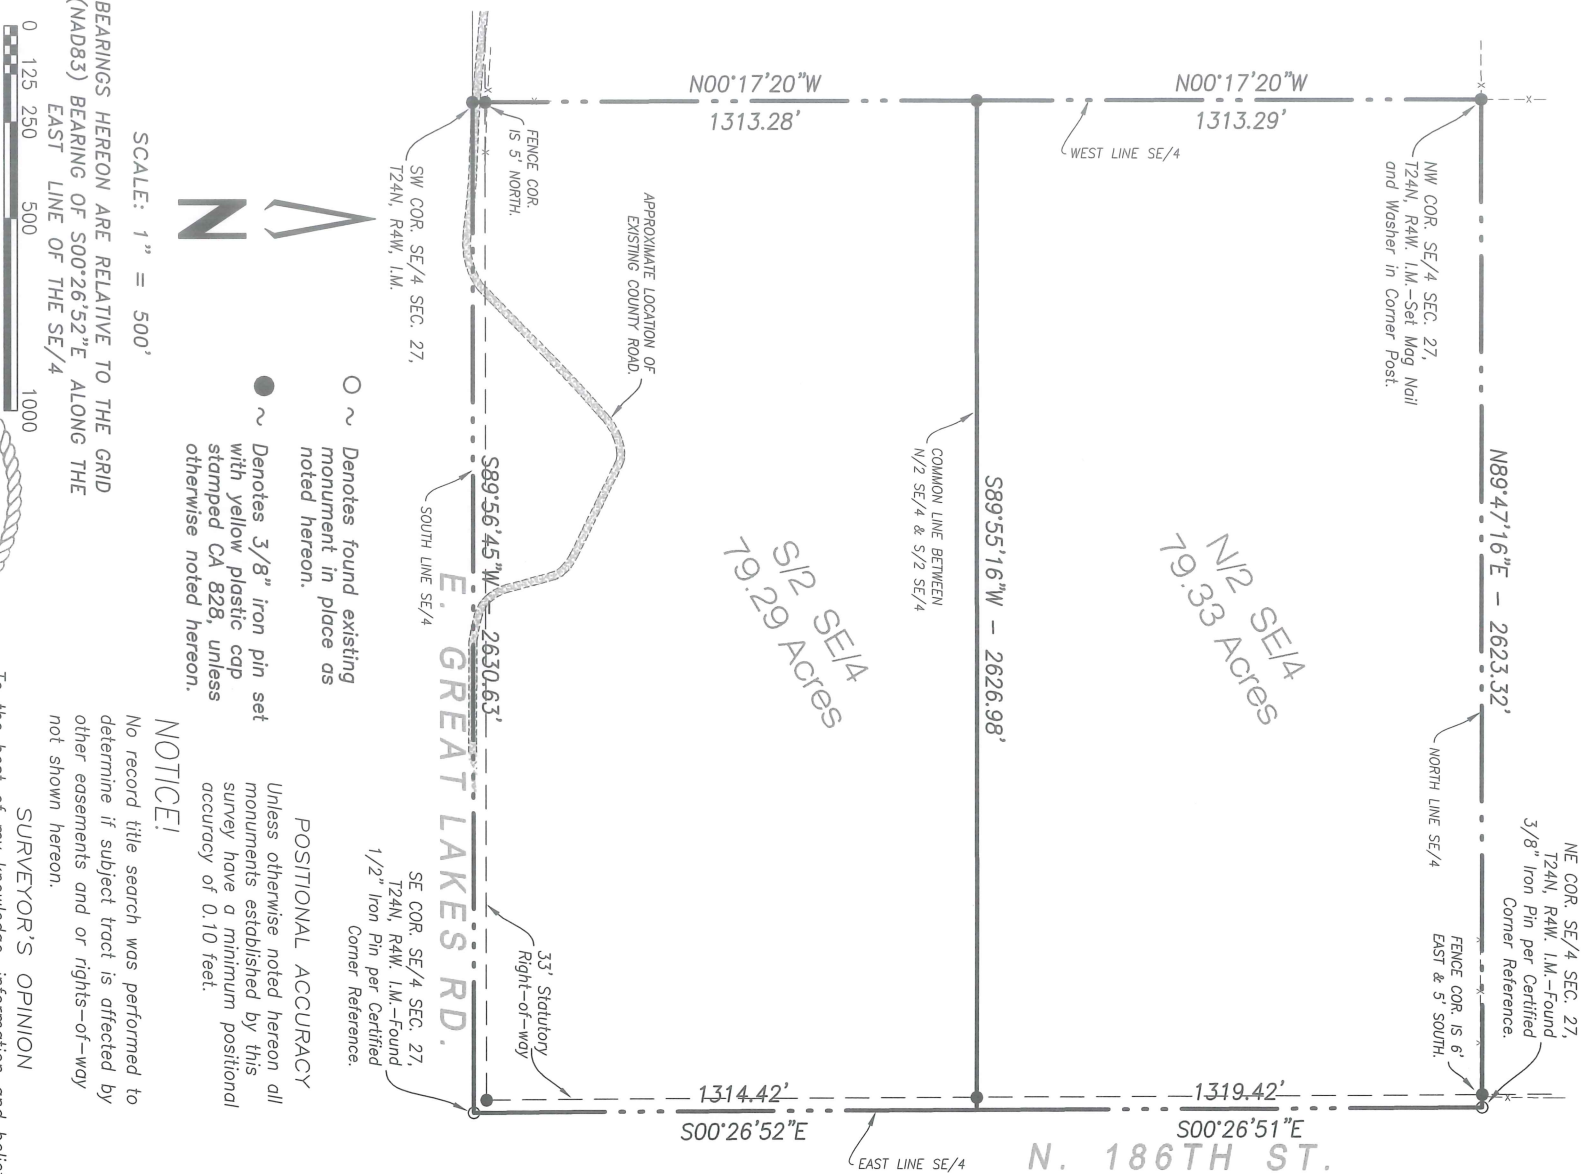 NE COR. SE/4 SEC. 27,
T24N, R4W. I.M.-Found
3/8" Iron Pin per Certified
Corner Reference.
FENCE COR. IS 6'
EAST & 5' SOUTH.
N89°47'16"E - 2623.32'
NORTH LINE SE/4
NW COR. SE/4 SEC. 27,
T24N, R4W. I.M.-Set Mag Nail
and Washer in Corner Post.
N00°17'20"W
1313.29'
WEST LINE SE/4
N/2 SE/4
79.33 Acres
1319.42'
S00°26'51"E
N. 186TH ST.
S89°55'16"W - 2626.98'
COMMON LINE BETWEEN
N/2 SE/4 & S/2 SE/4
N00°17'20"W
1313.28'
S/2 SE/4
79.29 Acres
1314.42'
S00°26'52"E
EAST LINE SE/4
APPROXIMATE LOCATION OF
EXISTING COUNTY ROAD.
33' Statutory
Right-of-way
FENCE COR.
IS 5' NORTH.
S89°56'45"W 2630.63'
E. GREAT LAKES RD.
SOUTH LINE SE/4
SW COR. SE/4 SEC. 27,
T24N, R4W, I.M.
SE COR. SE/4 SEC. 27,
T24N, R4W. I.M.-Found
1/2" Iron Pin per Certified
Corner Reference.
N
○ ~ Denotes found existing
monument in place as
noted hereon.
● ~ Denotes 3/8" iron pin set
with yellow plastic cap
stamped CA 828, unless
otherwise noted hereon.
POSITIONAL ACCURACY
Unless otherwise noted hereon all
monuments established by this
survey have a minimum positional
accuracy of 0.10 feet.
NOTICE!
No record title search was performed to
determine if subject tract is affected by
other easements and or rights-of-way
not shown hereon.
SCALE: 1" = 500'
BEARINGS HEREON ARE RELATIVE TO THE GRID
(NAD83) BEARING OF S00°26'52"E ALONG THE
EAST LINE OF THE SE/4
0 125 250 500 1000
SURVEYOR'S OPINION
To the best of my knowledge, information and belief